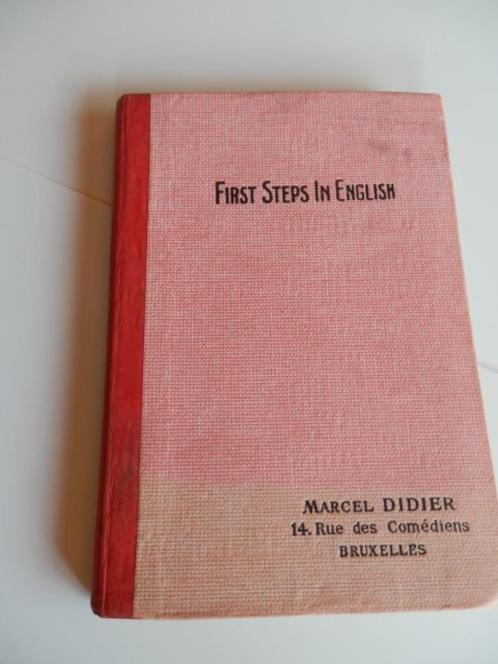 FIRST STEPS IN ENGLISH
MARCEL DIDIER
14. Rue des Comédiens
BRUXELLES